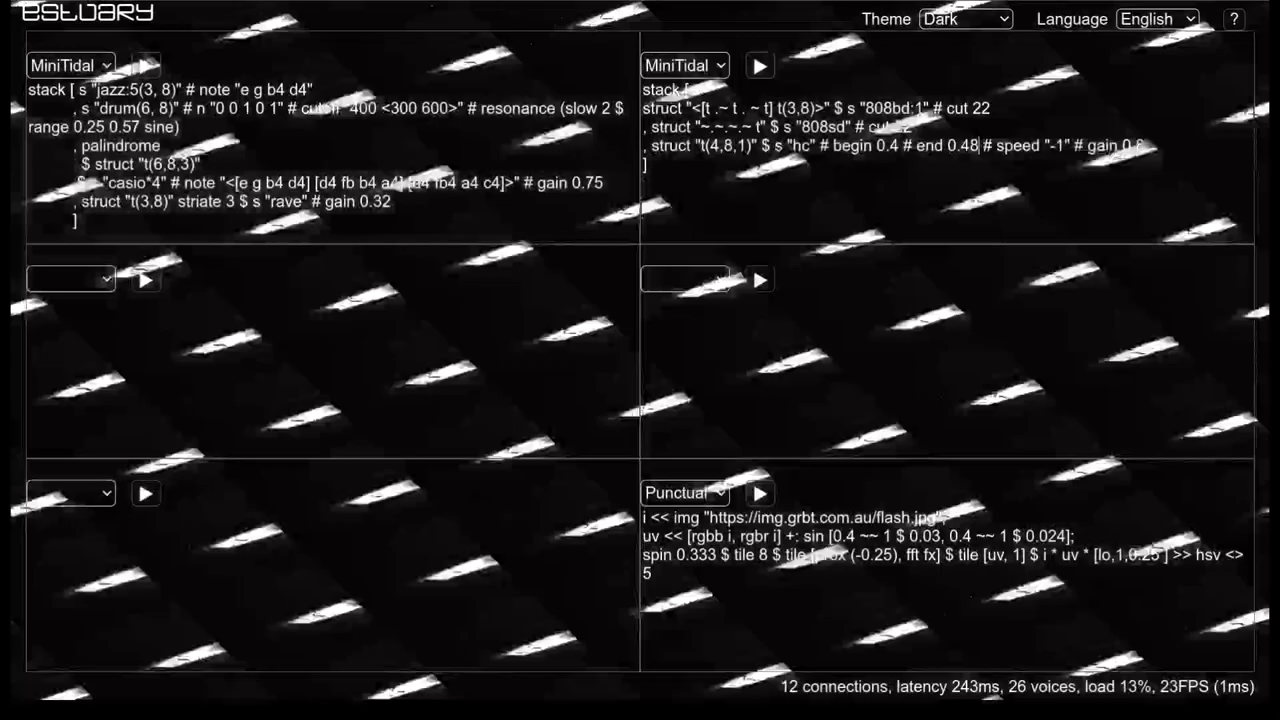 estuary
Theme Dark Language English ?
MiniTidal
stack [ s "jazz:5(3, 8)" # note "e g b4 d4"
, s "drum(6, 8)" # n "0 0 1 0 1" # cutoff "400 <300 600>" # resonance (slow 2 $
range 0.25 0.57 sine)
, palindrome
$ struct "t(6,8,3)"
$ s "casio*4" # note "<[e g b4 d4] [d4 fb b4 a4] [d4 fb4 a4 c4]>" # gain 0.75
, struct "t(3,8)" striate 3 $ s "rave" # gain 0.32
]
MiniTidal
stack [
struct "<[t .~ t . ~ t] t(3,8)>" $ s "808bd:1" # cut 22
, struct "~.~.~.~ t" $ s "808sd" # cut 22
, struct "t(4,8,1)" $ s "hc" # begin 0.4 # end 0.48 # speed "-1" # gain 0.6
]
Punctual
i << img "https://img.grbt.com.au/flash.jpg";
uv << [rgbb i, rgbr i] +: sin [0.4 ~~ 1 $ 0.03, 0.4 ~~ 1 $ 0.024];
spin 0.333 $ tile 8 $ tile [prox (-0.25), fft fx] $ tile [uv, 1] $ i * uv * [lo,1,0.25 ] >> hsv <>
5
12 connections, latency 243ms, 26 voices, load 13%, 23FPS (1ms)